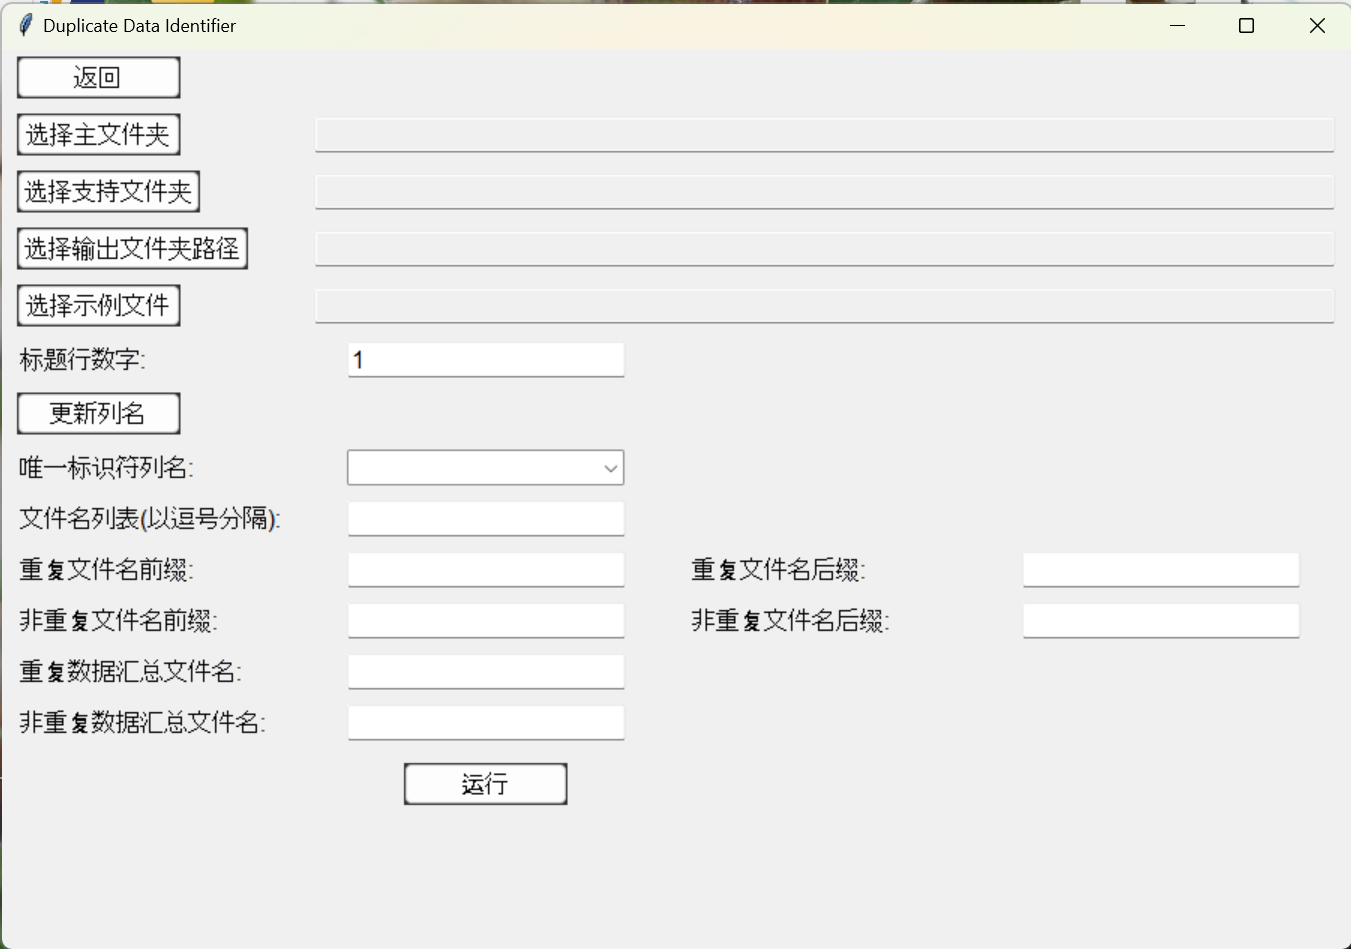 Duplicate Data Identifier
返回
选择主文件夹
选择支持文件夹
选择输出文件夹路径
选择示例文件
标题行数字: 1
更新列名
唯一标识符列名:
文件名列表(以逗号分隔):
重复文件名前缀: 重复文件名后缀:
非重复文件名前缀: 非重复文件名后缀:
重复数据汇总文件名:
非重复数据汇总文件名:
运行